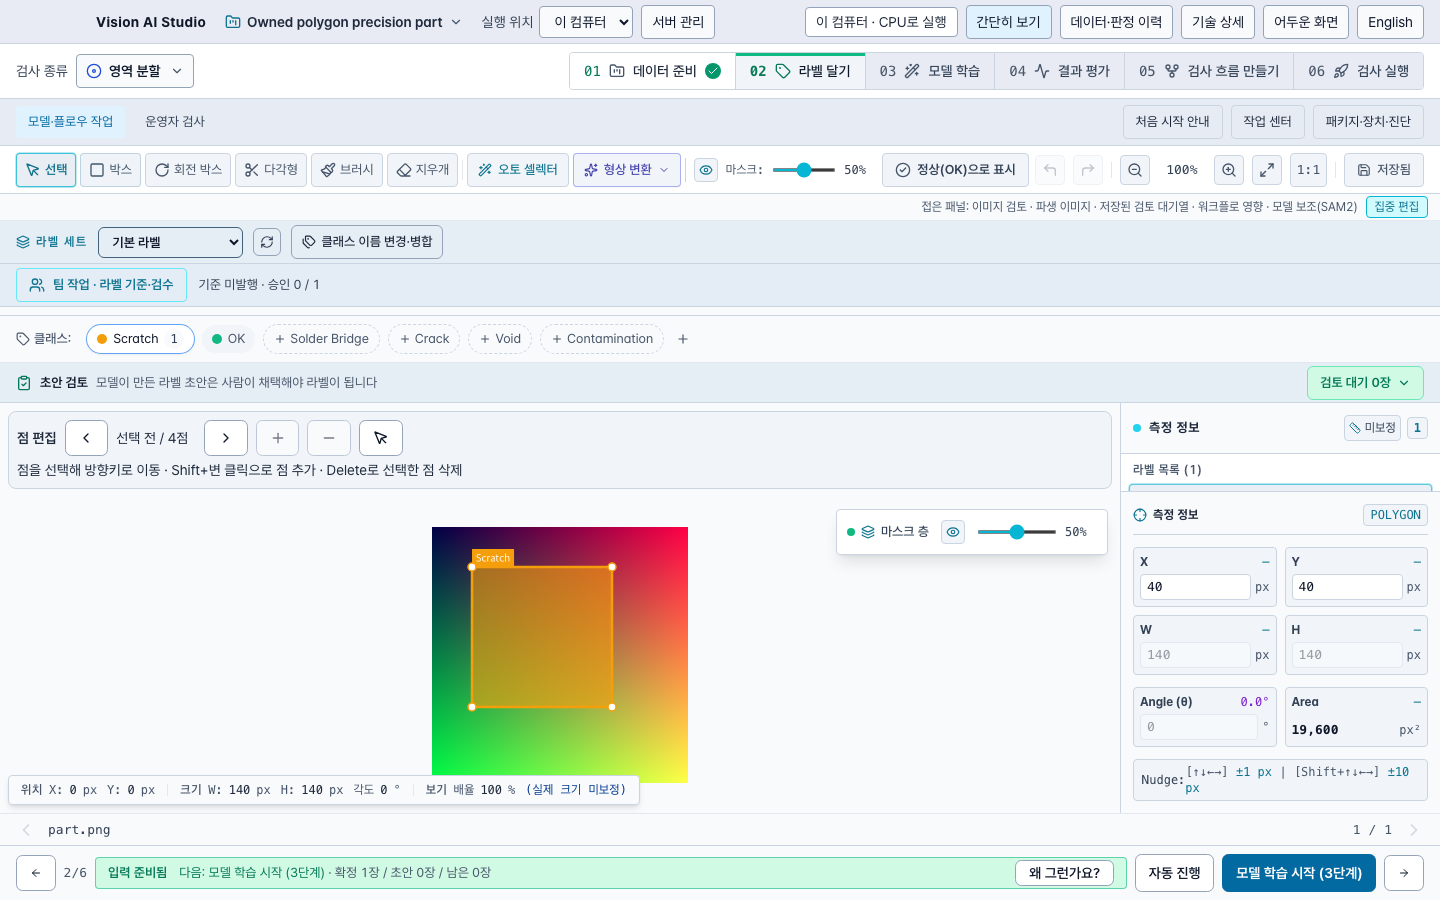 Vision AI Studio Owned polygon precision part 실행 위치 이 컴퓨터 서버 관리 이 컴퓨터 · CPU로 실행 간단히 보기 데이터·판정 이력 기술 상세 어두운 화면 English
검사 종류 영역 분할 01 데이터 준비 02 라벨 달기 03 모델 학습 04 결과 평가 05 검사 흐름 만들기 06 검사 실행
모델·플로우 작업 운영자 검사 처음 시작 안내 작업 센터 패키지·장치·진단
선택 박스 회전 박스 다각형 브러시 지우개 오토 셀렉터 형상 변환 마스크: 50% 정상(OK)으로 표시 100% 1:1 저장됨
접은 패널: 이미지 검토 · 파생 이미지 · 저장된 검토 대기열 · 워크플로 영향 · 모델 보조(SAM2) 집중 편집
라벨 세트 기본 라벨 클래스 이름 변경·병합
팀 작업 · 라벨 기준·검수 기준 미발행 · 승인 0 / 1
클래스: Scratch 1 OK + Solder Bridge + Crack + Void + Contamination +
초안 검토 모델이 만든 라벨 초안은 사람이 채택해야 라벨이 됩니다 검토 대기 0장
점 편집 선택 전 / 4점 + −
점을 선택해 방향키로 이동 · Shift+변 클릭으로 점 추가 · Delete로 선택한 점 삭제
측정 정보 미보정 1
라벨 목록 (1)
마스크 층 50%
Scratch
측정 정보 POLYGON
X — Y —
40 px 40 px
W — H —
140 px 140 px
Angle (θ) 0.0° Area —
0 ° 19,600 px²
Nudge: [↑↓←→] ±1 px | [Shift+↑↓←→] ±10 px
위치 X: 0 px Y: 0 px 크기 W: 140 px H: 140 px 각도 0 ° 보기 배율 100 % (실제 크기 미보정)
part.png 1 / 1
← 2/6 입력 준비됨 다음: 모델 학습 시작 (3단계) · 확정 1장 / 초안 0장 / 남은 0장 왜 그런가요? 자동 진행 모델 학습 시작 (3단계) →